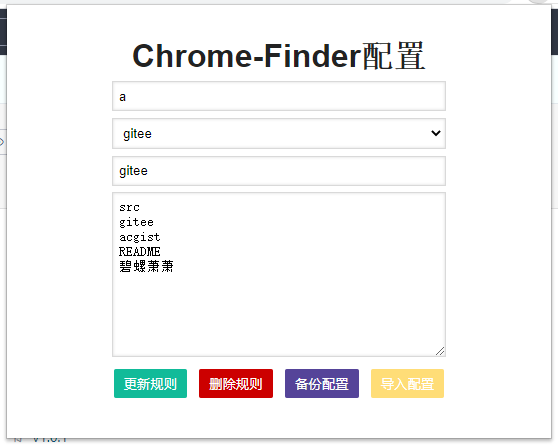 Chrome-Finder配置
a
gitee
gitee
src
gitee
acgist
README
碧螺萧萧
更新规则
删除规则
备份配置
导入配置